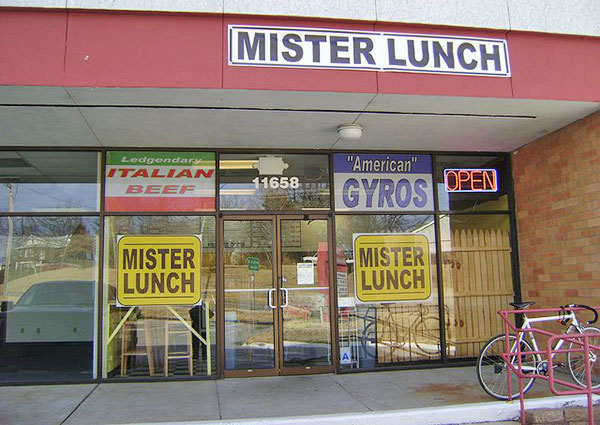 MISTER LUNCH
Ledgendary
ITALIAN
BEEF
11658
"American"
GYROS
OPEN
MISTER
LUNCH
MISTER
LUNCH
A